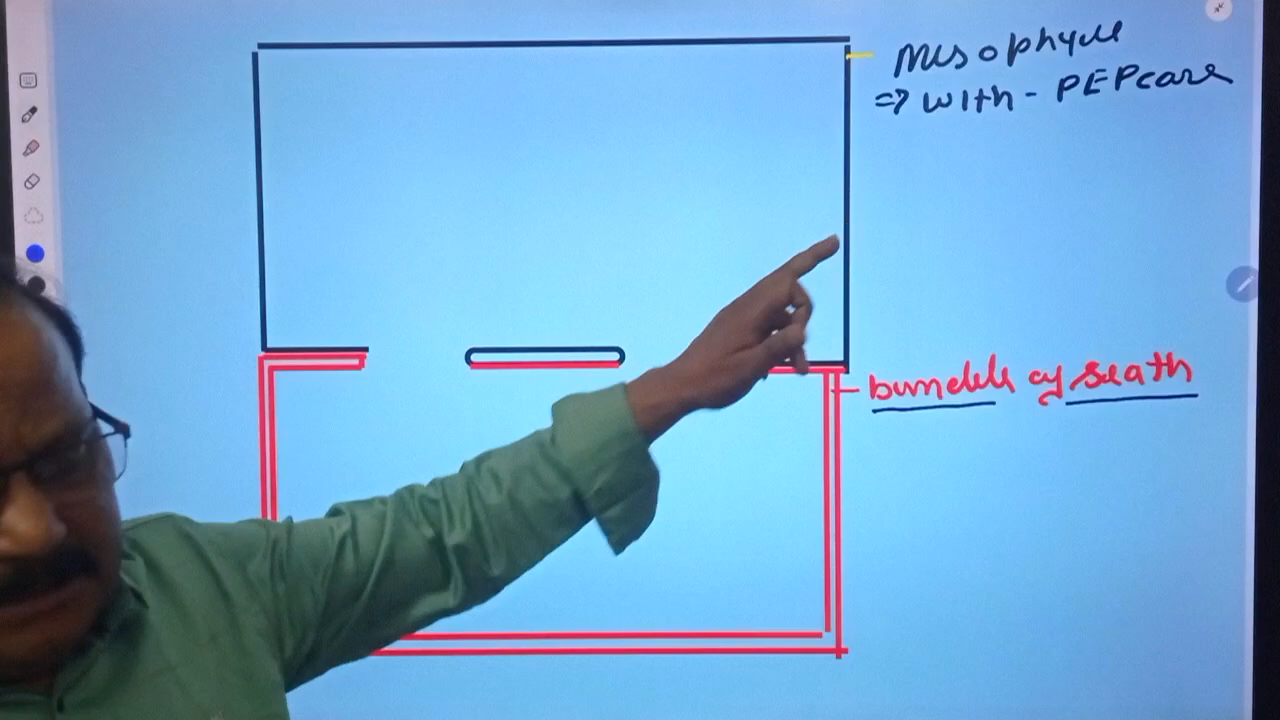 Mesophyll
=> with - PEPcase
bundle of seath